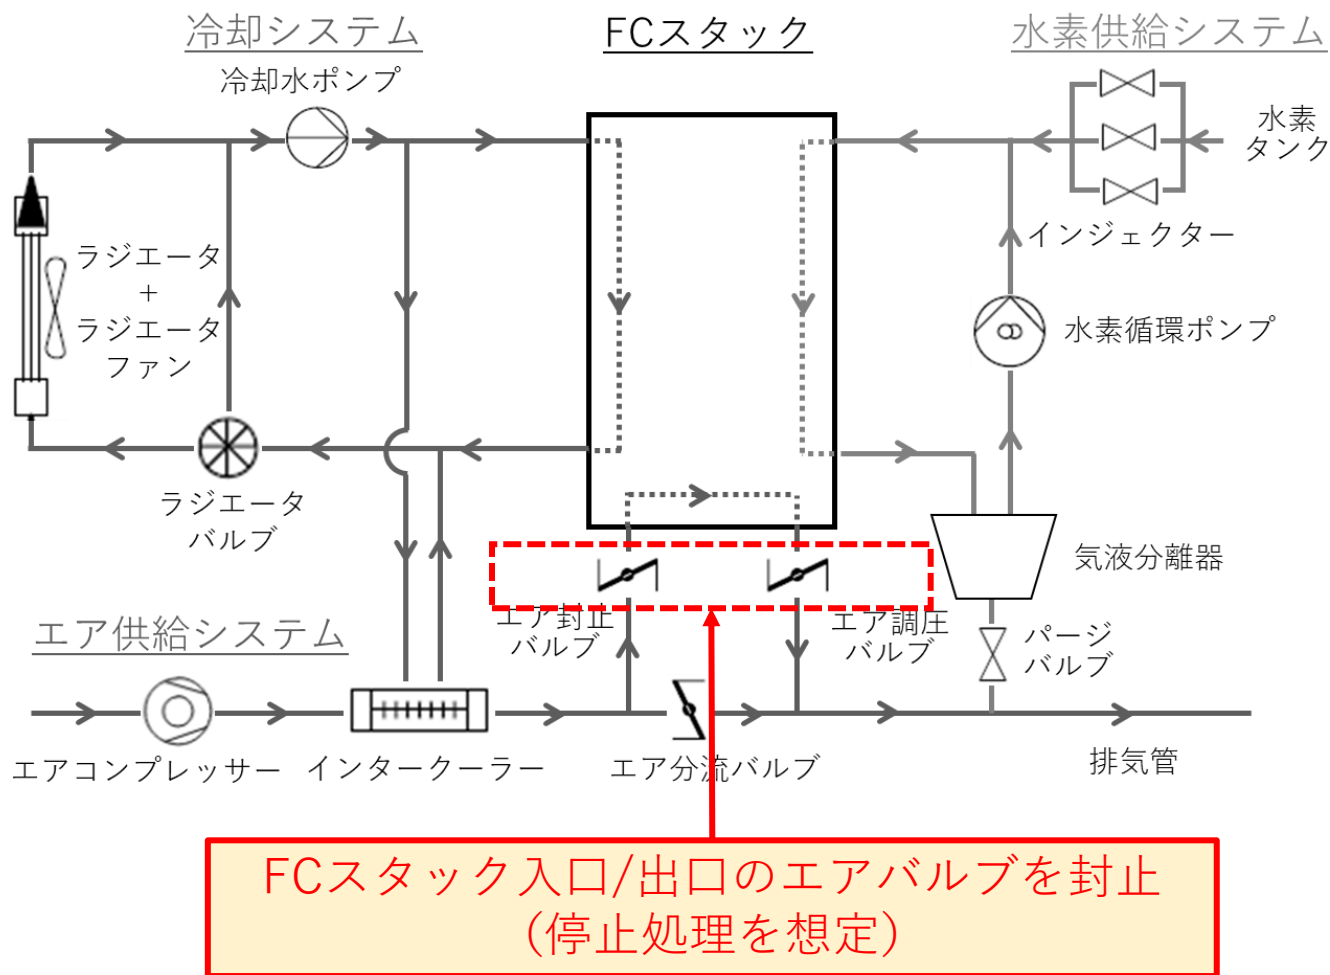 冷却システム
FCスタック
水素供給システム
冷却水ポンプ
水素
タンク
インジェクター
ラジエータ
+
ラジエータ
ファン
水素循環ポンプ
ラジエータ
バルブ
気液分離器
エア供給システム
エア封止
バルブ
エア調圧
バルブ
パージ
バルブ
エアコンプレッサー
インタークーラー
エア分流バルブ
排気管
FCスタック入口/出口のエアバルブを封止
(停止処理を想定)